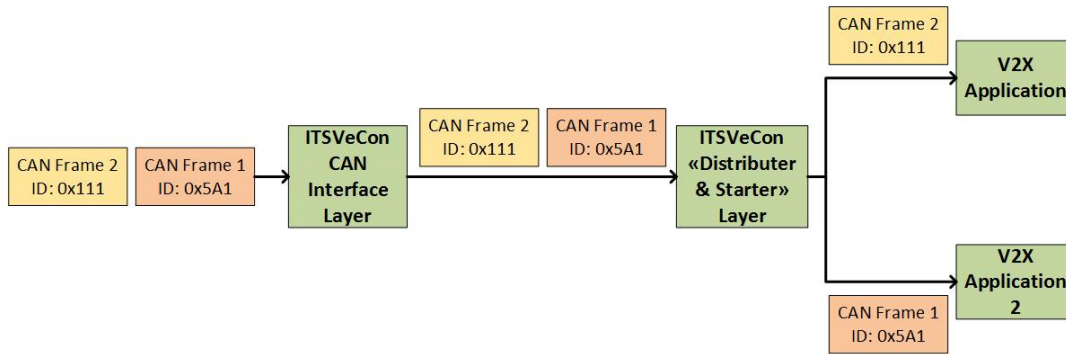 CAN Frame 2
ID: 0x111
CAN Frame 1
ID: 0x5A1
ITSVeCon
CAN
Interface
Layer
CAN Frame 2
ID: 0x111
CAN Frame 1
ID: 0x5A1
ITSVeCon
«Distributer
& Starter»
Layer
CAN Frame 2
ID: 0x111
V2X
Application
V2X
Application
2
CAN Frame 1
ID: 0x5A1